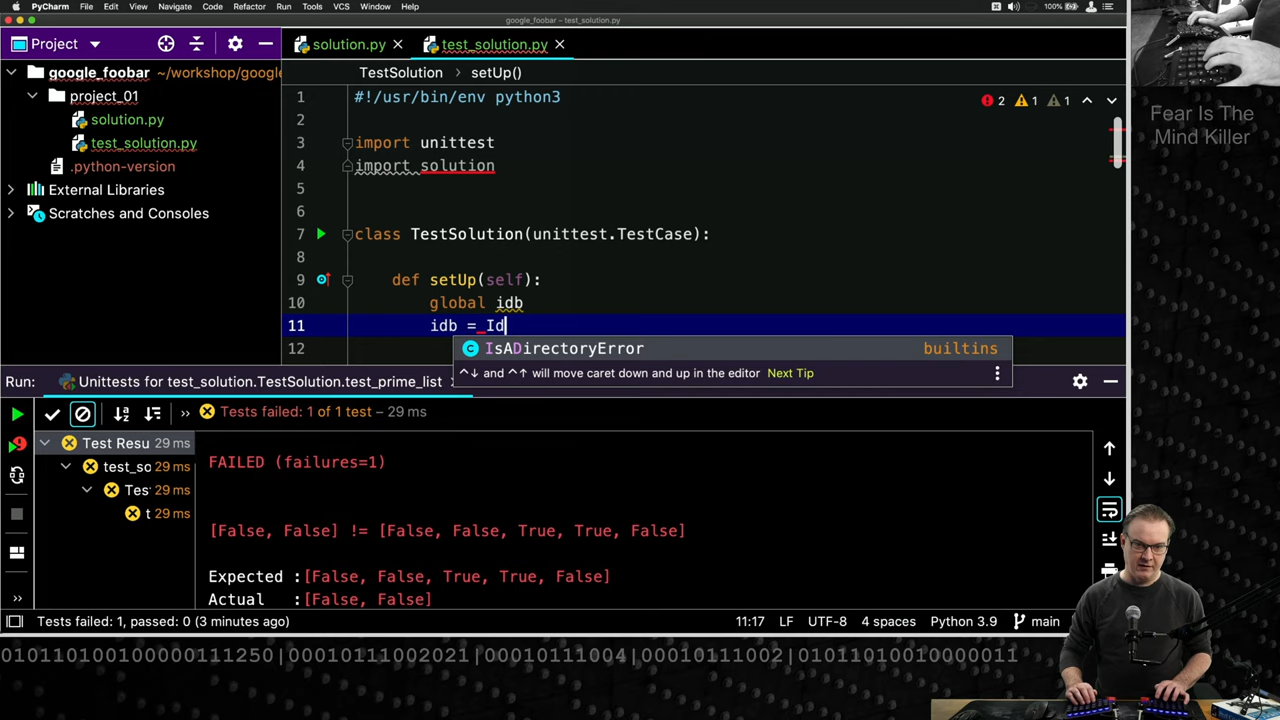 PyCharm File Edit View Navigate Code Refactor Run Tools VCS Window Help 100%
google_foobar – test_solution.py
Project solution.py test_solution.py
google_foobar ~/workshop/google
project_01
solution.py
test_solution.py
.python-version
External Libraries
Scratches and Consoles
TestSolution setUp()
2 1 1
1 #!/usr/bin/env python3
2
3 import unittest
4 import solution
5
6
7 class TestSolution(unittest.TestCase):
8
9 def setUp(self):
10 global idb
11 idb = Id
12
IsADirectoryError builtins
^↓ and ^↑ will move caret down and up in the editor Next Tip
Fear Is The
Mind Killer
Run: Unittests for test_solution.TestSolution.test_prime_list
Tests failed: 1 of 1 test – 29 ms
Test Resu 29 ms
test_so 29 ms
Tes 29 ms
t 29 ms
FAILED (failures=1)
[False, False] != [False, False, True, True, False]
Expected :[False, False, True, True, False]
Actual :[False, False]
Tests failed: 1, passed: 0 (3 minutes ago) 11:17 LF UTF-8 4 spaces Python 3.9 main
010110100100000111250|00010111002021|00010111004|00010111002|01011010010000011